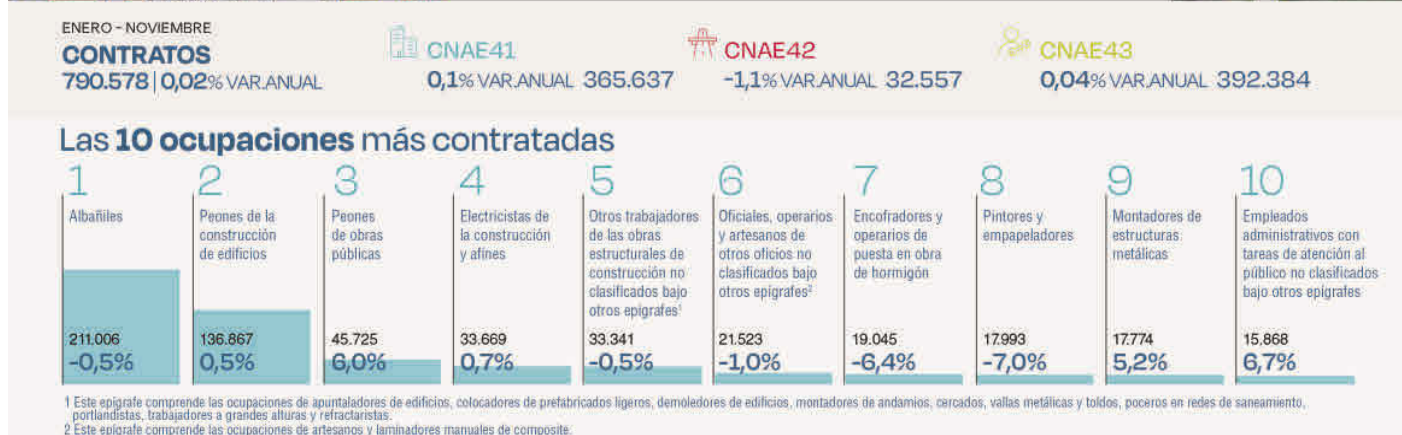 ENERO - NOVIEMBRE
CONTRATOS
790.578 | 0,02% VAR.ANUAL
CNAE41
0,1% VAR.ANUAL 365.637
CNAE42
-1,1% VAR.ANUAL 32.557
CNAE43
0,04% VAR.ANUAL 392.384
Las 10 ocupaciones más contratadas
1
Albañiles
211.006
-0,5%
2
Peones de la
construcción
de edificios
136.867
0,5%
3
Peones
de obras
públicas
45.725
6,0%
4
Electricistas de
la construcción
y afines
33.669
0,7%
5
Otros trabajadores
de las obras
estructurales de
construcción no
clasificados bajo
otros epígrafes¹
33.341
-0,5%
6
Oficiales, operarios
y artesanos de
otros oficios no
clasificados bajo
otros epígrafes²
21.523
-1,0%
7
Encofradores y
operarios de
puesta en obra
de hormigón
19.045
-6,4%
8
Pintores y
empapeladores
17.993
-7,0%
9
Montadores de
estructuras
metálicas
17.774
5,2%
10
Empleados
administrativos con
tareas de atención al
público no clasificados
bajo otros epígrafes
15.868
6,7%
1 Este epígrafe comprende las ocupaciones de apuntaladores de edificios, colocadores de prefabricados ligeros, demoledores de edificios, montadores de andamios, cercados, vallas metálicas y toldos, poceros en redes de saneamiento,
portlandistas, trabajadores a grandes alturas y refractaristas.
2 Este epígrafe comprende las ocupaciones de artesanos y laminadores manuales de composite.